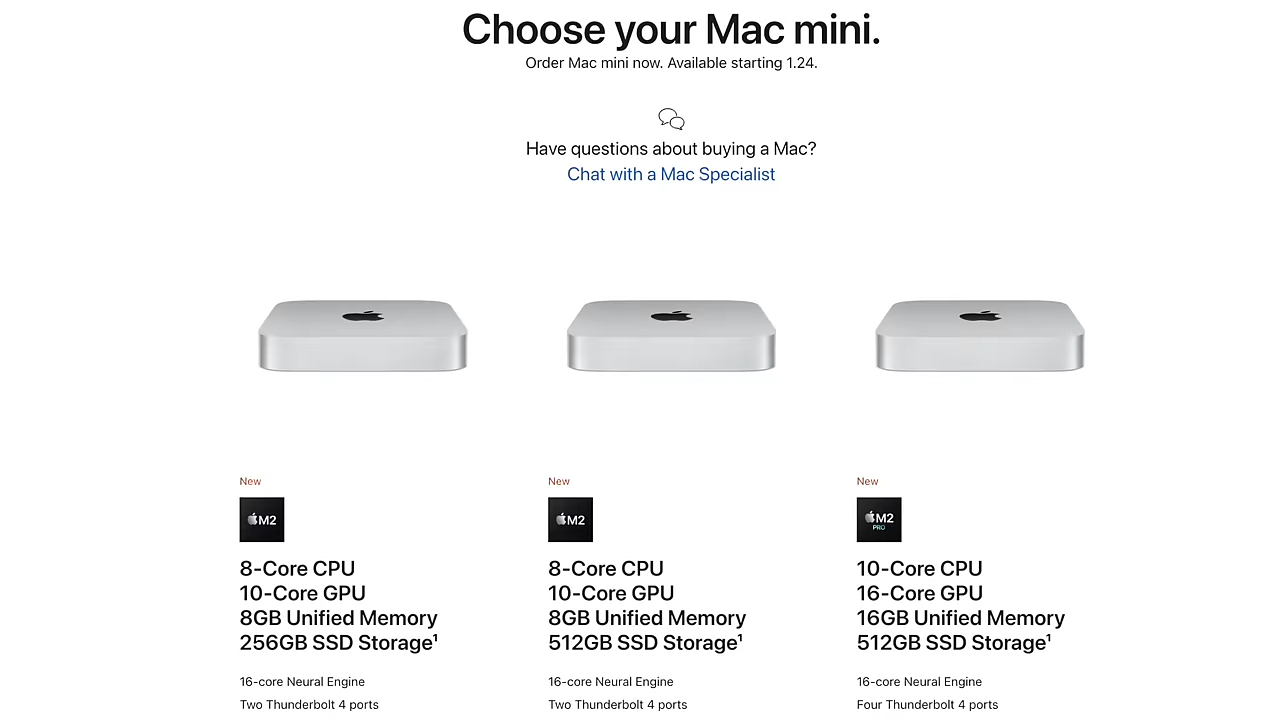 Choose your Mac mini.
Order Mac mini now. Available starting 1.24.
Have questions about buying a Mac?
Chat with a Mac Specialist
New
M2
8-Core CPU
10-Core GPU
8GB Unified Memory
256GB SSD Storage¹
16-core Neural Engine
Two Thunderbolt 4 ports
New
M2
8-Core CPU
10-Core GPU
8GB Unified Memory
512GB SSD Storage¹
16-core Neural Engine
Two Thunderbolt 4 ports
New
M2
PRO
10-Core CPU
16-Core GPU
16GB Unified Memory
512GB SSD Storage¹
16-core Neural Engine
Four Thunderbolt 4 ports